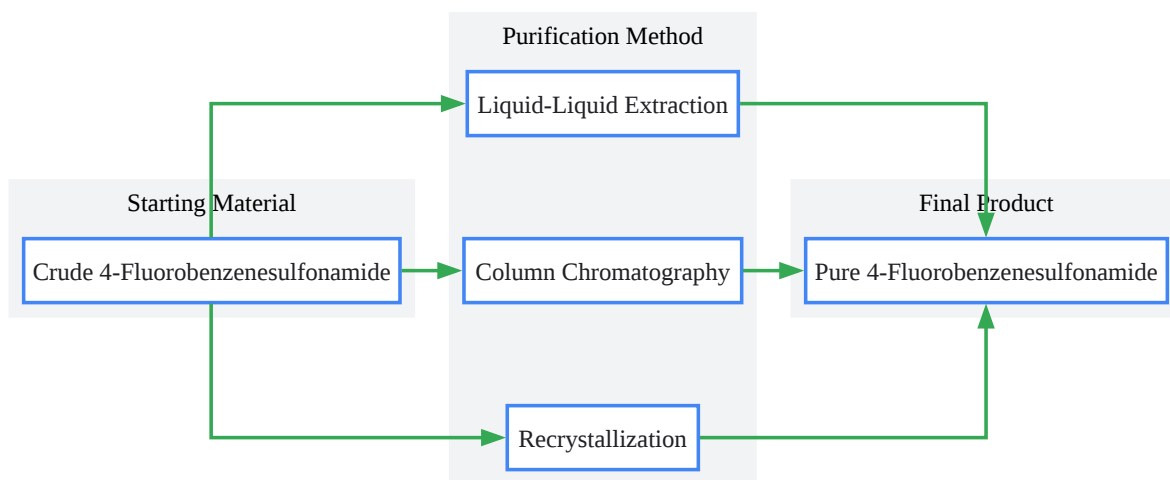 Purification Method
Liquid-Liquid Extraction
Starting Material
Final Product
Crude 4-Fluorobenzenesulfonamide
Column Chromatography
Pure 4-Fluorobenzenesulfonamide
Recrystallization